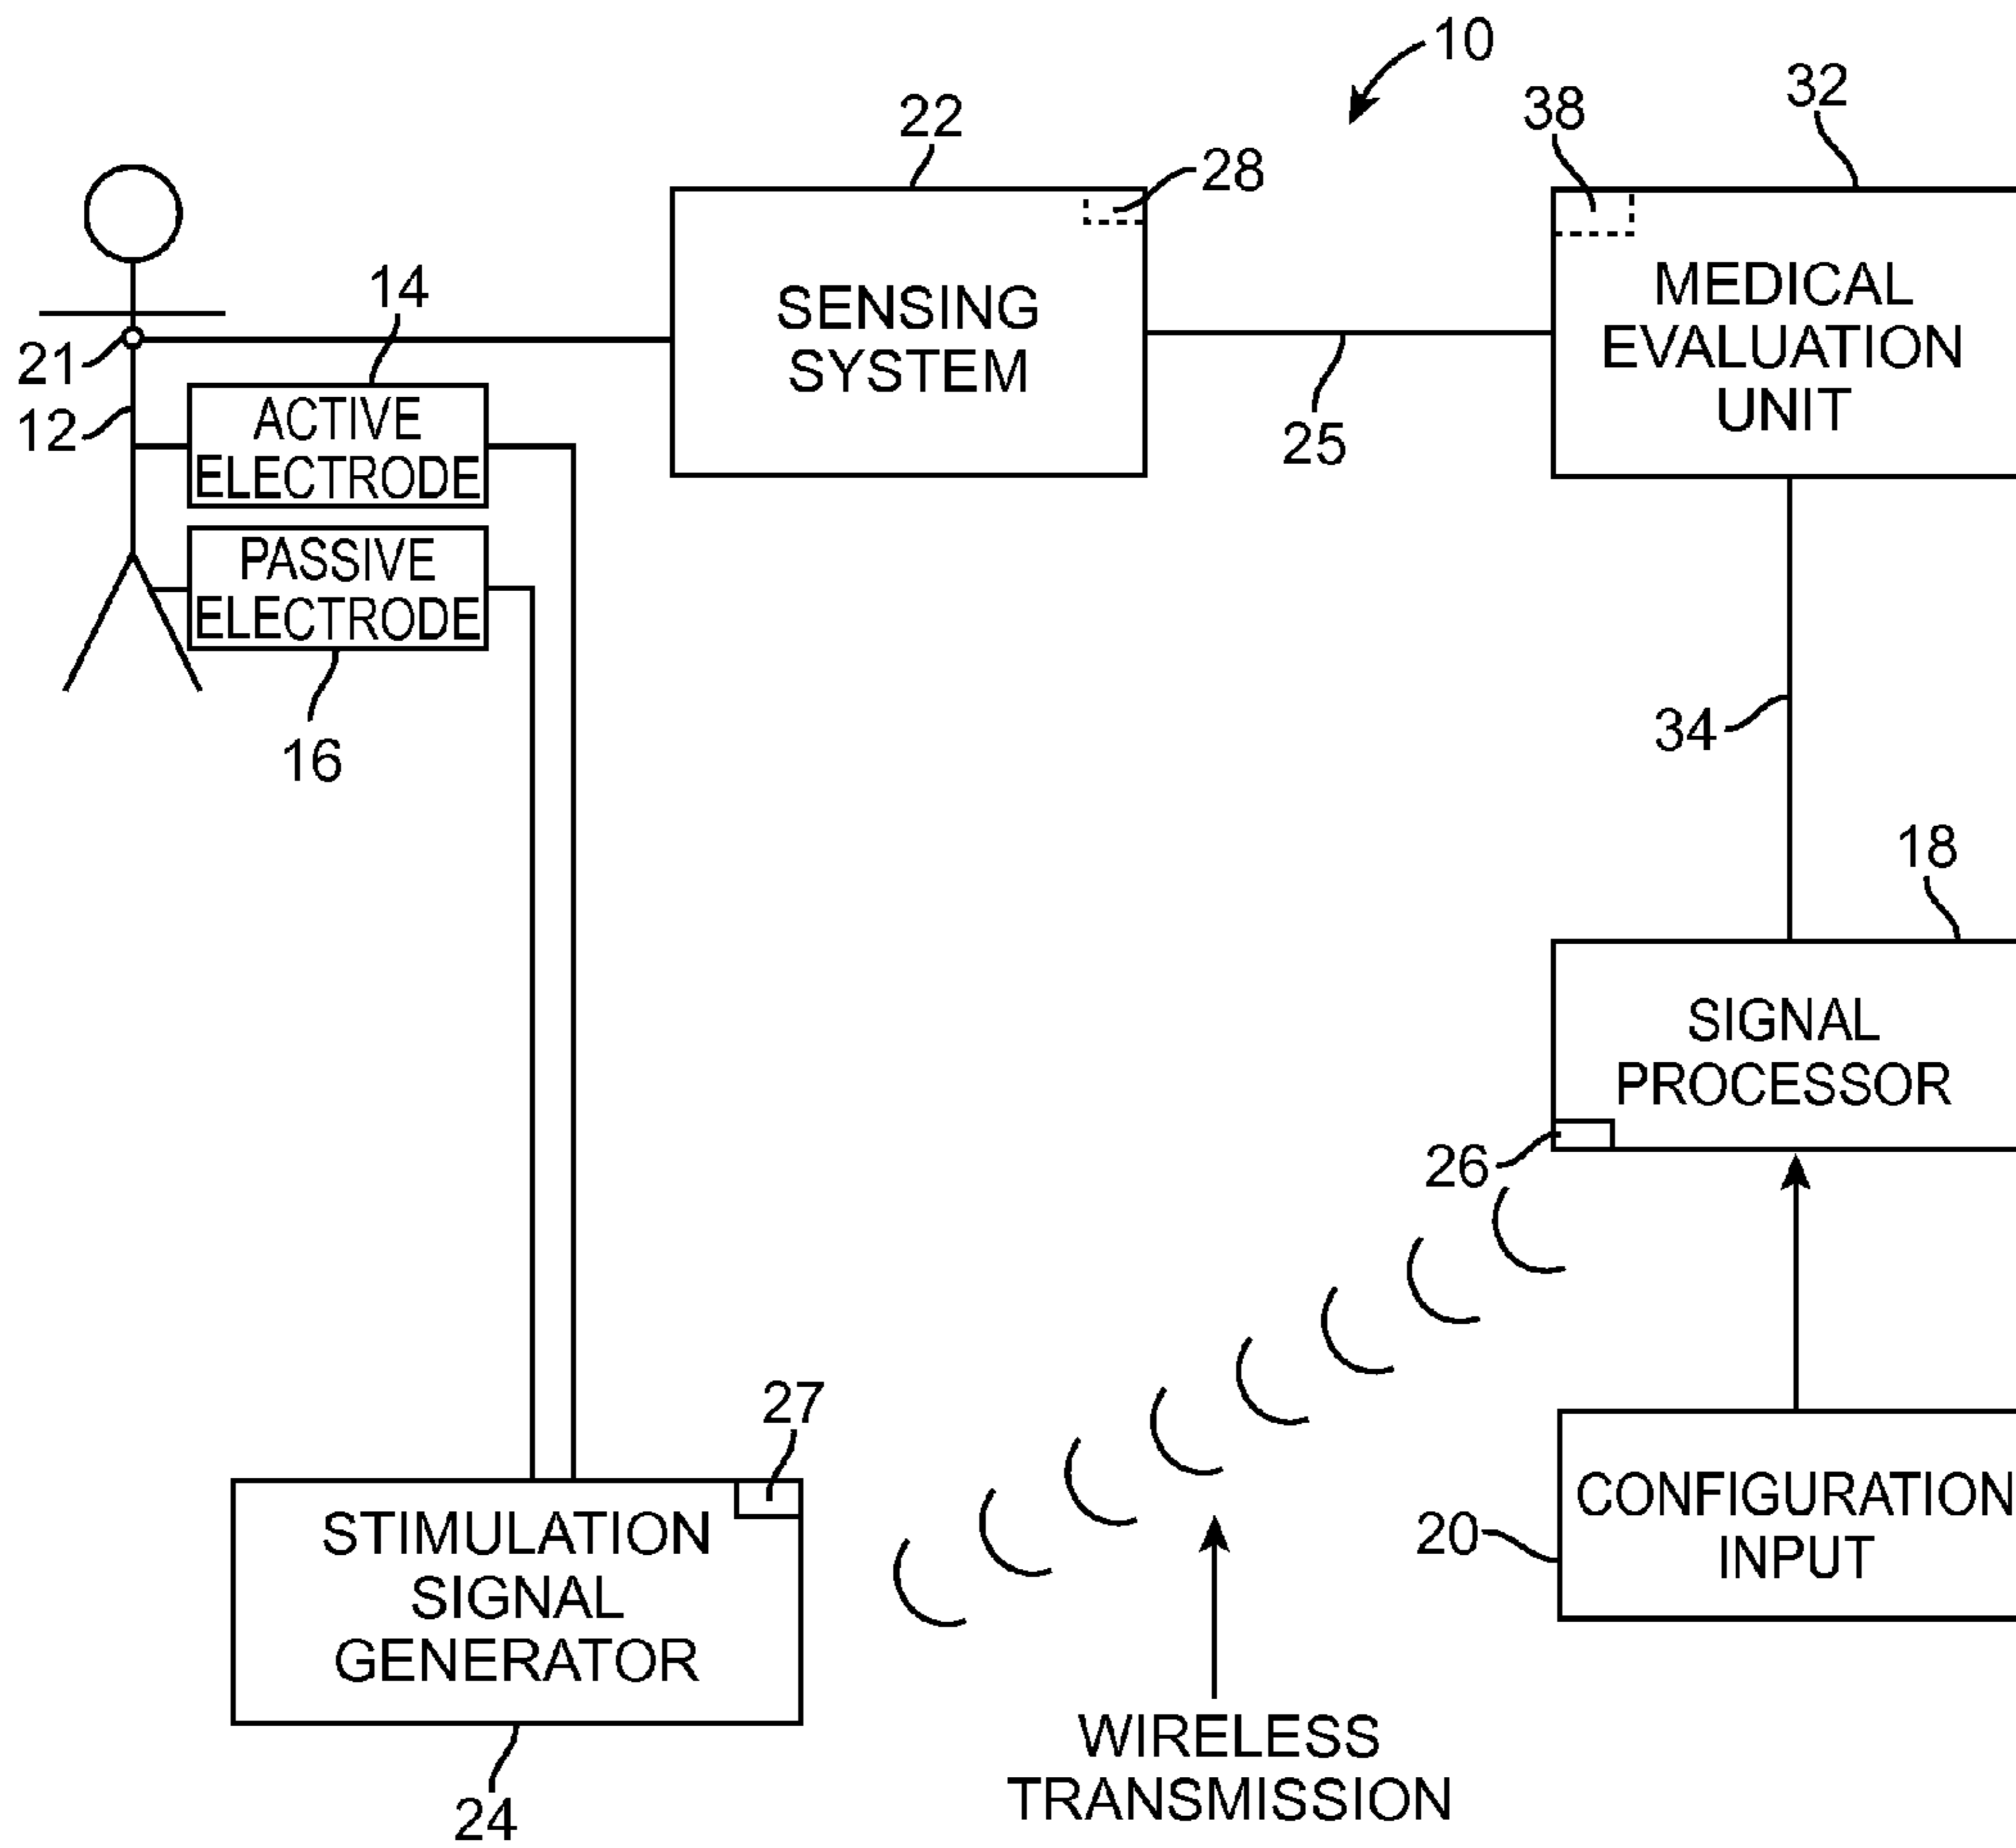 10
32
38
22
28
14
SENSING
SYSTEM
MEDICAL
EVALUATION
UNIT
21
12
25
ACTIVE
ELECTRODE
PASSIVE
ELECTRODE
16
34
18
SIGNAL
PROCESSOR
26
27
CONFIGURATION
INPUT
20
STIMULATION
SIGNAL
GENERATOR
24
WIRELESS
TRANSMISSION